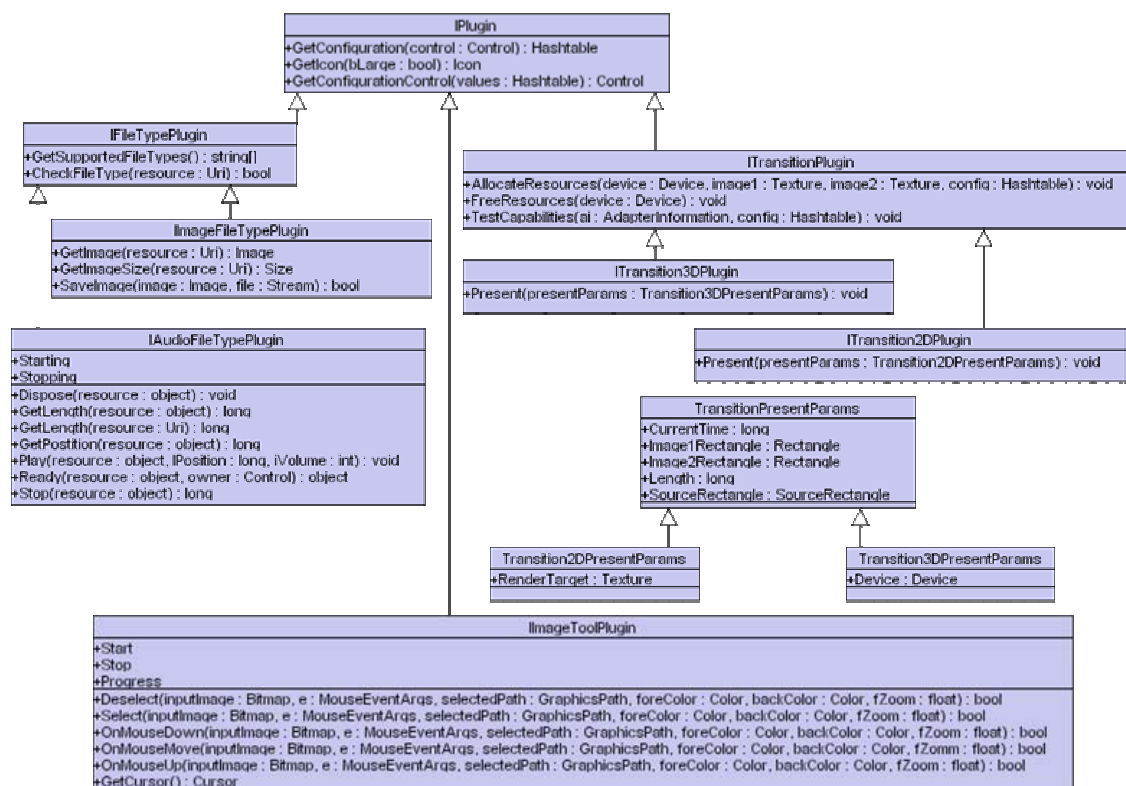 IPlugin
+GetConfiguration(control : Control) : Hashtable
+GetIcon(bLarge : bool) : Icon
+GetConfigurationControl(values : Hashtable) : Control
IFileTypePlugin
+GetSupportedFileTypes() : string[]
+CheckFileType(resource : Uri) : bool
ITransitionPlugin
+AllocateResources(device : Device, image1 : Texture, image2 : Texture, config : Hashtable) : void
+FreeResources(device : Device) : void
+TestCapabilities(ai : AdapterInformation, config : Hashtable) : void
IImageFileTypePlugin
+GetImage(resource : Uri) : Image
+GetImageSize(resource : Uri) : Size
+SaveImage(image : Image, file : Stream) : bool
ITransition3DPlugin
+Present(presentParams : Transition3DPresentParams) : void
IAudioFileTypePlugin
+Starting
+Stopping
+Dispose(resource : object) : void
+GetLength(resource : object) : long
+GetLength(resource : Uri) : long
+GetPostition(resource : object) : long
+Play(resource : object, lPosition : long, iVolume : int) : void
+Ready(resource : object, owner : Control) : object
+Stop(resource : object) : long
ITransition2DPlugin
+Present(presentParams : Transition2DPresentParams) : void
TransitionPresentParams
+CurrentTime : long
+Image1Rectangle : Rectangle
+Image2Rectangle : Rectangle
+Length : long
+SourceRectangle : SourceRectangle
Transition2DPresentParams
+RenderTarget : Texture
Transition3DPresentParams
+Device : Device
IImageToolPlugin
+Start
+Stop
+Progress
+Deselect(inputImage : Bitmap, e : MouseEventArgs, selectedPath : GraphicsPath, foreColor : Color, backColor : Color, fZoom : float) : bool
+Select(inputImage : Bitmap, e : MouseEventArgs, selectedPath : GraphicsPath, foreColor : Color, backColor : Color, fZoom : float) : bool
+OnMouseDown(inputImage : Bitmap, e : MouseEventArgs, selectedPath : GraphicsPath, foreColor : Color, backColor : Color, fZoom : float) : bool
+OnMouseMove(inputImage : Bitmap, e : MouseEventArgs, selectedPath : GraphicsPath, foreColor : Color, backColor : Color, fZomm : float) : bool
+OnMouseUp(inputImage : Bitmap, e : MouseEventArgs, selectedPath : GraphicsPath, foreColor : Color, backColor : Color, fZoom : float) : bool
+GetCursor() : Cursor